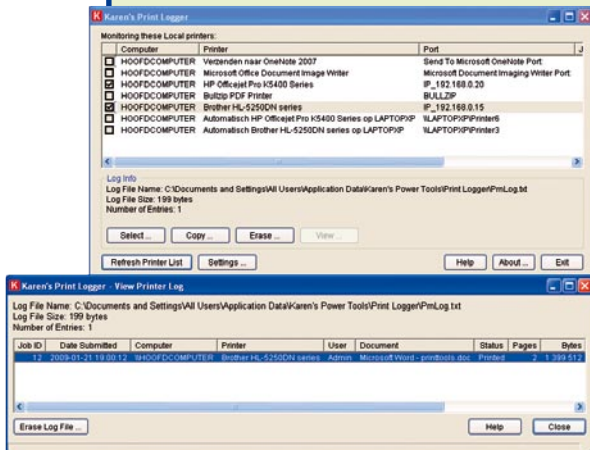 Karen's Print Logger
Monitoring these Local printers:
Computer Printer Port J
HOOFDCOMPUTER Verzenden naar OneNote 2007 Send To Microsoft OneNote Port:
HOOFDCOMPUTER Microsoft Office Document Image Writer Microsoft Document Imaging Writer Port:
HOOFDCOMPUTER HP Officejet Pro K5400 Series IP_192.168.0.20
HOOFDCOMPUTER Bullzip PDF Printer BULLZIP
HOOFDCOMPUTER Brother HL-5250DN series IP_192.168.0.15
HOOFDCOMPUTER Automatisch HP Officejet Pro K5400 Series op LAPTOPXP \\LAPTOPXP\Printer6
HOOFDCOMPUTER Automatisch Brother HL-5250DN series op LAPTOPXP \\LAPTOPXP\Printer3
Log Info
Log File Name: C:\Documents and Settings\All Users\Application Data\Karen's Power Tools\Print Logger\PmLog.txt
Log File Size: 199 bytes
Number of Entries: 1
Select ... Copy ... Erase ... View ...
Refresh Printer List Settings ... Help About ... Exit
Karen's Print Logger - View Printer Log
Log File Name: C:\Documents and Settings\All Users\Application Data\Karen's Power Tools\Print Logger\PmLog.txt
Log File Size: 199 bytes
Number of Entries: 1
Job ID Date Submitted Computer Printer User Document Status Pages Bytes
12 2009-01-21 19:00:12 \\HOOFDCOMPUTER Brother HL-5250DN series Admin Microsoft Word - printtools.doc Printed 2 1 399 512
Erase Log File ... Help Close